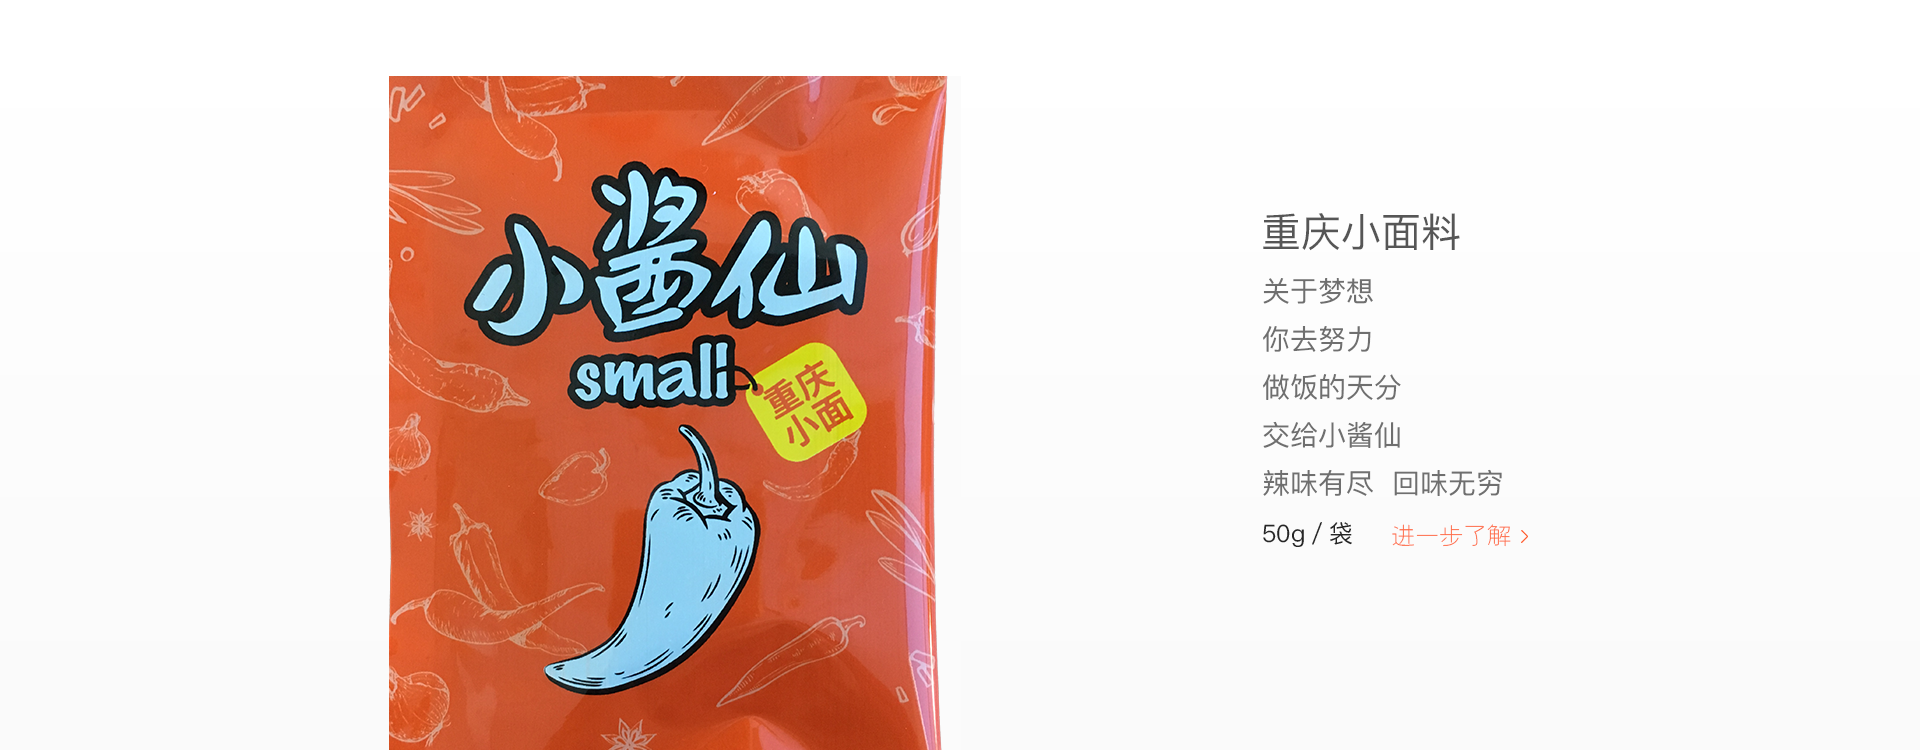 小酱仙
small
重庆
小面
重庆小面料
关于梦想
你去努力
做饭的天分
交给小酱仙
辣味有尽 回味无穷
50g / 袋 进一步了解 >